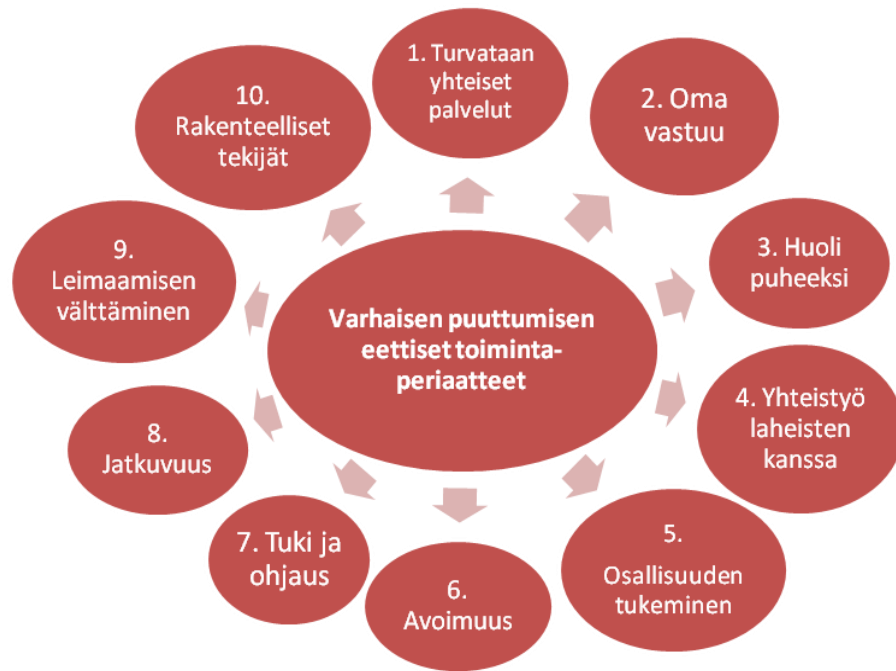 Varhaisen puuttumisen
eettiset toiminta-
periaatteet
1. Turvataan
yhteiset
palvelut
2. Oma
vastuu
3. Huoli
puheeksi
4. Yhteistyö
laheisten
kanssa
5.
Osallisuuden
tukeminen
6.
Avoimuus
7. Tuki ja
ohjaus
8.
Jatkuvuus
9.
Leimaamisen
välttäminen
10.
Rakenteelliset
tekijät